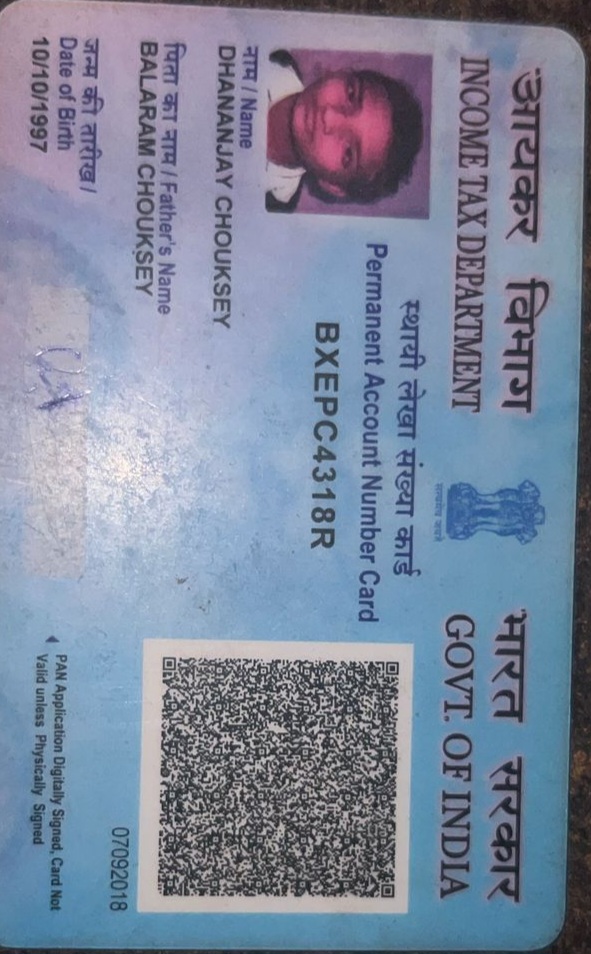 आयकर विभाग
INCOME TAX DEPARTMENT
भारत सरकार
GOVT. OF INDIA
सत्यमेव जयते
स्थायी लेखा संख्या कार्ड
Permanent Account Number Card
BXEPC4318R
नाम / Name
DHANANJAY CHOUKSEY
पिता का नाम / Father's Name
BALARAM CHOUKSEY
जन्म की तारीख /
Date of Birth
10/10/1997
07092018
PAN Application Digitally Signed, Card Not
Valid unless Physically Signed